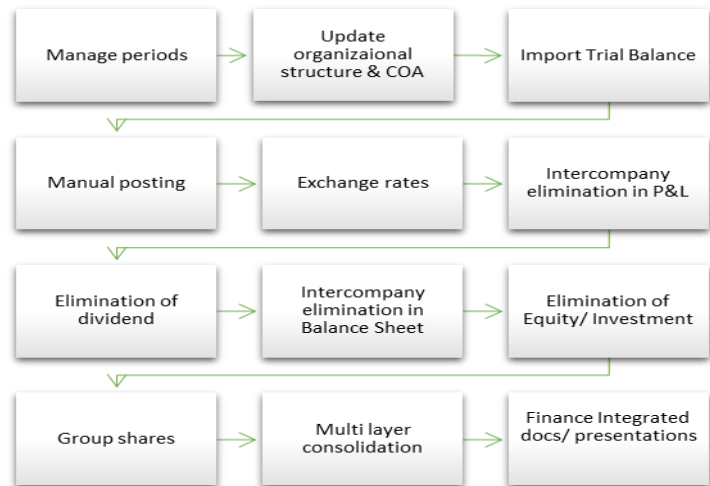 Manage periods
Update
organizaional
structure & COA
Import Trial Balance
Manual posting
Exchange rates
Intercompany
elimination in P&L
Elimination of
dividend
Intercompany
elimination in
Balance Sheet
Elimination of
Equity/ Investment
Group shares
Multi layer
consolidation
Finance Integrated
docs/ presentations